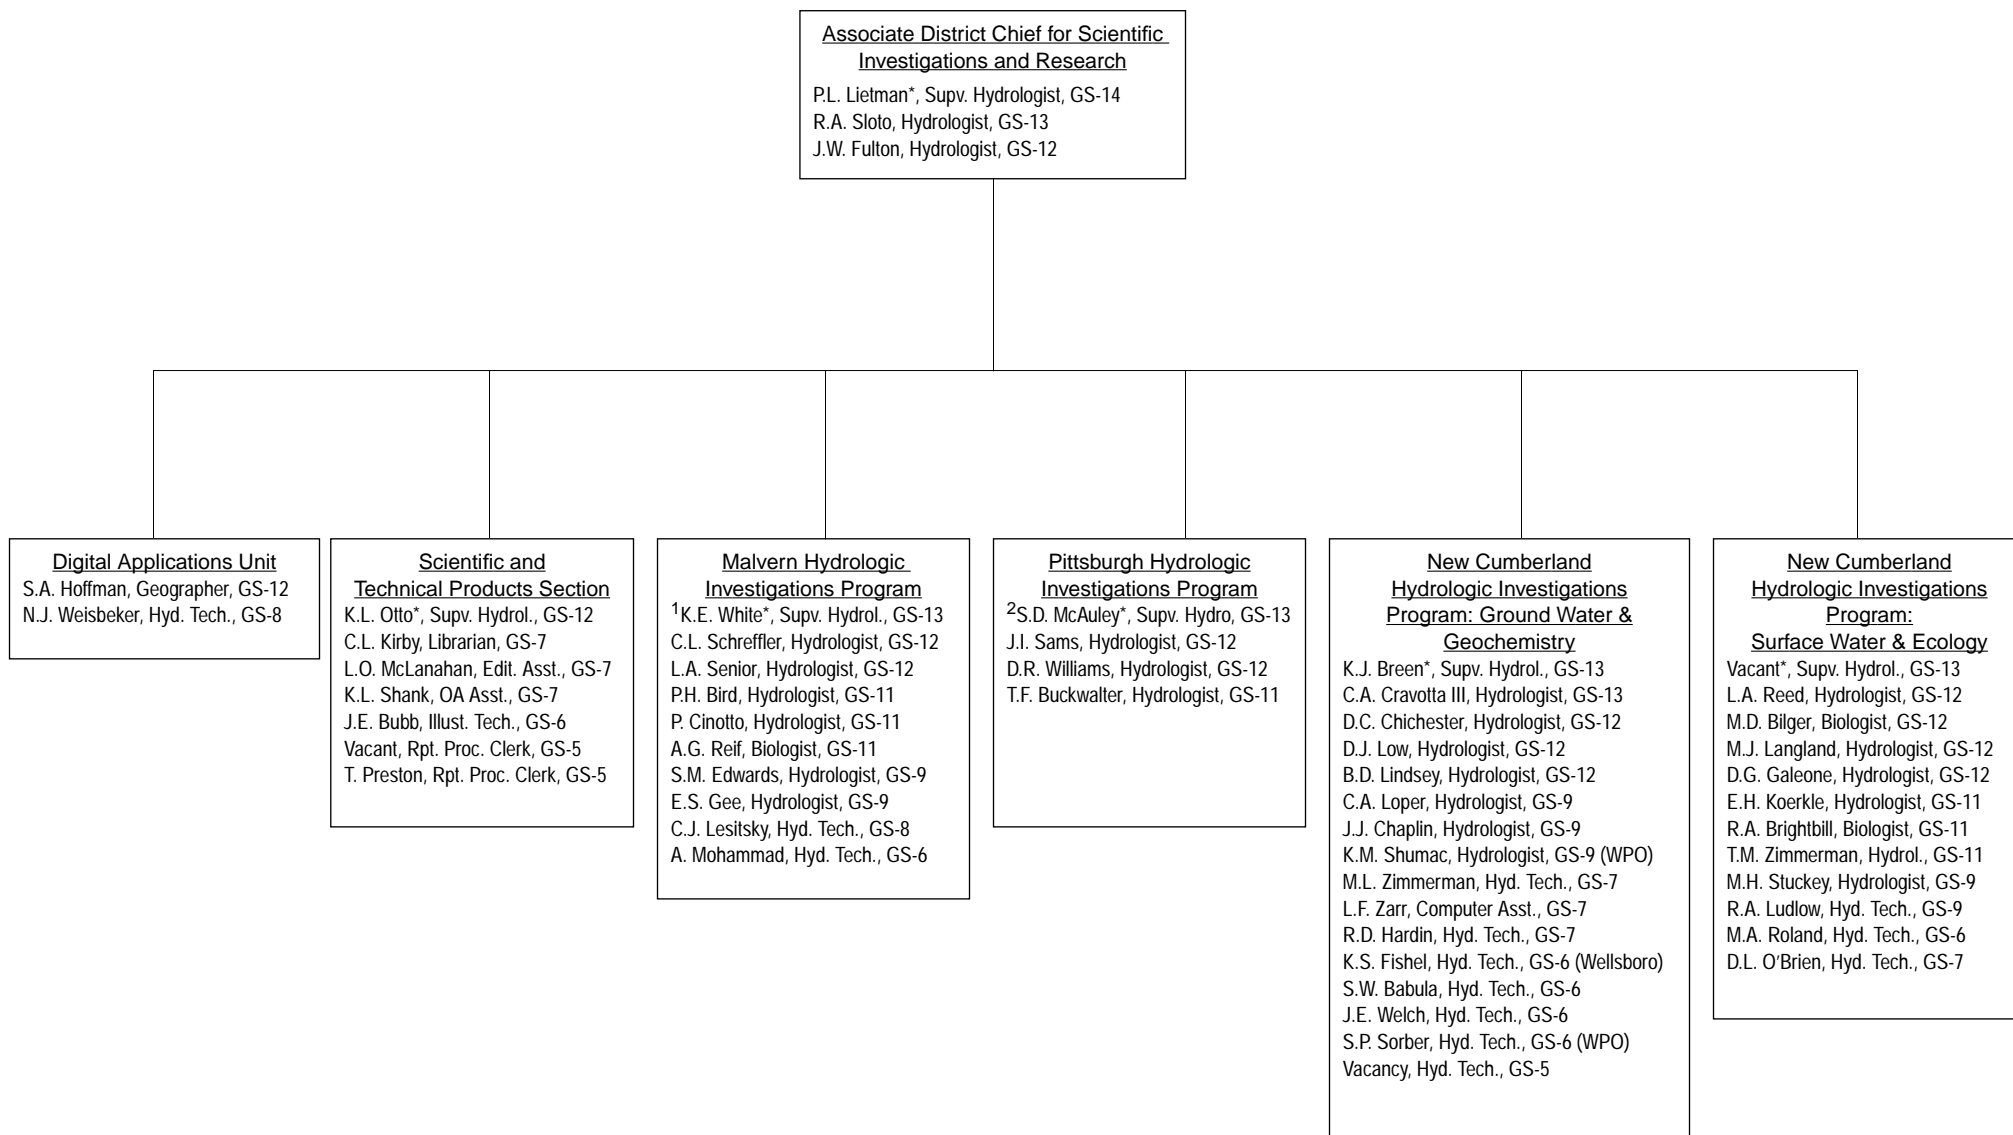 Associate District Chief for Scientific
Investigations and Research
P.L. Lietman*, Supv. Hydrologist, GS-14
R.A. Sloto, Hydrologist, GS-13
J.W. Fulton, Hydrologist, GS-12
Digital Applications Unit
S.A. Hoffman, Geographer, GS-12
N.J. Weisbeker, Hyd. Tech., GS-8
Scientific and
Technical Products Section
K.L. Otto*, Supv. Hydrol., GS-12
C.L. Kirby, Librarian, GS-7
L.O. McLanahan, Edit. Asst., GS-7
K.L. Shank, OA Asst., GS-7
J.E. Bubb, Illust. Tech., GS-6
Vacant, Rpt. Proc. Clerk, GS-5
T. Preston, Rpt. Proc. Clerk, GS-5
Malvern Hydrologic
Investigations Program
1K.E. White*, Supv. Hydrol., GS-13
C.L. Schreffler, Hydrologist, GS-12
L.A. Senior, Hydrologist, GS-12
P.H. Bird, Hydrologist, GS-11
P. Cinotto, Hydrologist, GS-11
A.G. Reif, Biologist, GS-11
S.M. Edwards, Hydrologist, GS-9
E.S. Gee, Hydrologist, GS-9
C.J. Lesitsky, Hyd. Tech., GS-8
A. Mohammad, Hyd. Tech., GS-6
Pittsburgh Hydrologic
Investigations Program
2S.D. McAuley*, Supv. Hydro, GS-13
J.I. Sams, Hydrologist, GS-12
D.R. Williams, Hydrologist, GS-12
T.F. Buckwalter, Hydrologist, GS-11
New Cumberland
Hydrologic Investigations
Program: Ground Water &
Geochemistry
K.J. Breen*, Supv. Hydrol., GS-13
C.A. Cravotta III, Hydrologist, GS-13
D.C. Chichester, Hydrologist, GS-12
D.J. Low, Hydrologist, GS-12
B.D. Lindsey, Hydrologist, GS-12
C.A. Loper, Hydrologist, GS-9
J.J. Chaplin, Hydrologist, GS-9
K.M. Shumac, Hydrologist, GS-9 (WPO)
M.L. Zimmerman, Hyd. Tech., GS-7
L.F. Zarr, Computer Asst., GS-7
R.D. Hardin, Hyd. Tech., GS-7
K.S. Fishel, Hyd. Tech., GS-6 (Wellsboro)
S.W. Babula, Hyd. Tech., GS-6
J.E. Welch, Hyd. Tech., GS-6
S.P. Sorber, Hyd. Tech., GS-6 (WPO)
Vacancy, Hyd. Tech., GS-5
New Cumberland
Hydrologic Investigations
Program:
Surface Water & Ecology
Vacant*, Supv. Hydrol., GS-13
L.A. Reed, Hydrologist, GS-12
M.D. Bilger, Biologist, GS-12
M.J. Langland, Hydrologist, GS-12
D.G. Galeone, Hydrologist, GS-12
E.H. Koerkle, Hydrologist, GS-11
R.A. Brightbill, Biologist, GS-11
T.M. Zimmerman, Hydrol., GS-11
M.H. Stuckey, Hydrologist, GS-9
R.A. Ludlow, Hyd. Tech., GS-9
M.A. Roland, Hyd. Tech., GS-6
D.L. O’Brien, Hyd. Tech., GS-7